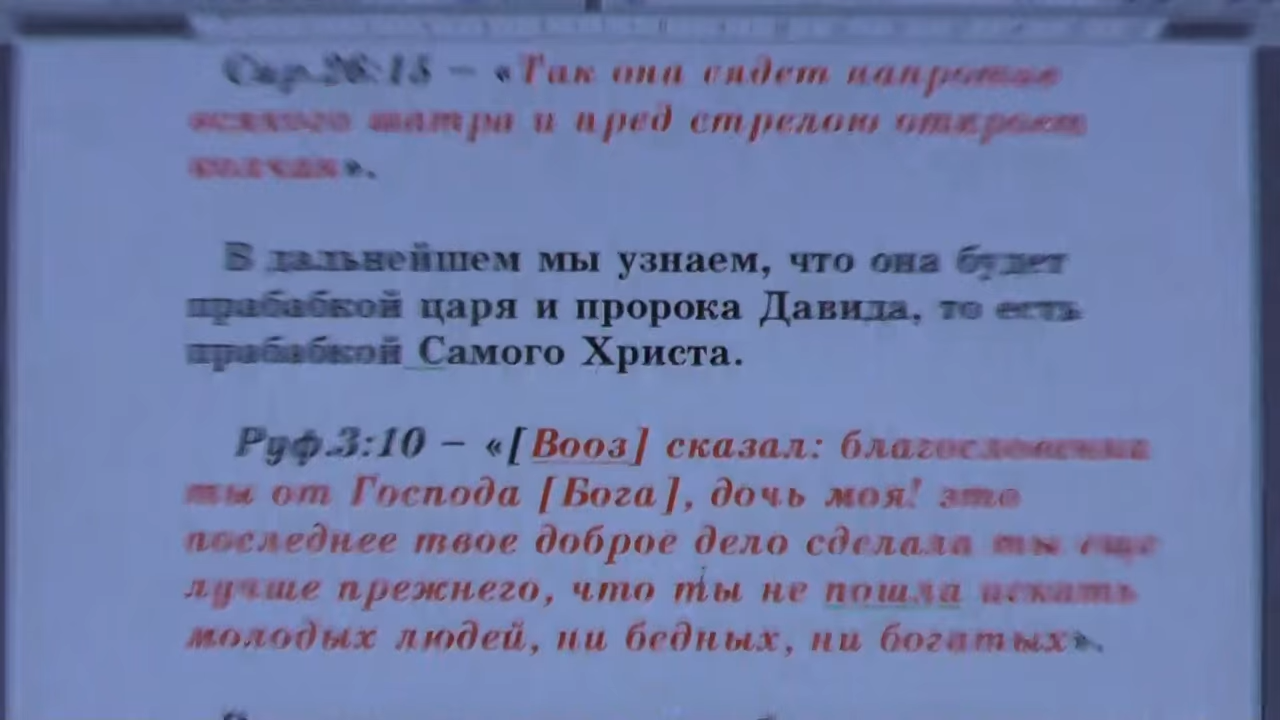 Сир.26:15 – «Так она сядет напротив
всякого шатра и пред стрелою откроет
колчан».
В дальнейшем мы узнаем, что она будет
прабабкой царя и пророка Давида, то есть
прабабкой Самого Христа.
Руф.3:10 – «[Вооз] сказал: благословенна
ты от Господа [Бога], дочь моя! это
последнее твое доброе дело сделала ты еще
лучше прежнего, что ты не пошла искать
молодых людей, ни бедных, ни богатых».